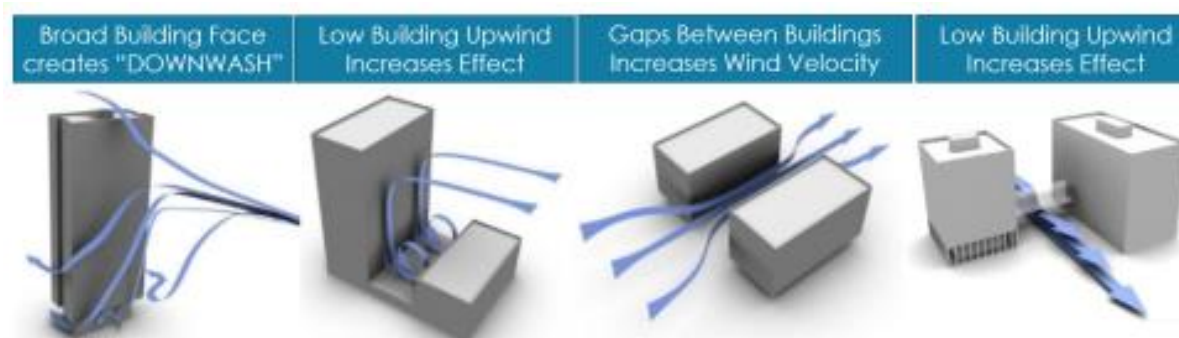 Broad Building Face
creates "DOWNWASH"
Low Building Upwind
Increases Effect
Gaps Between Buildings
Increases Wind Velocity
Low Building Upwind
Increases Effect